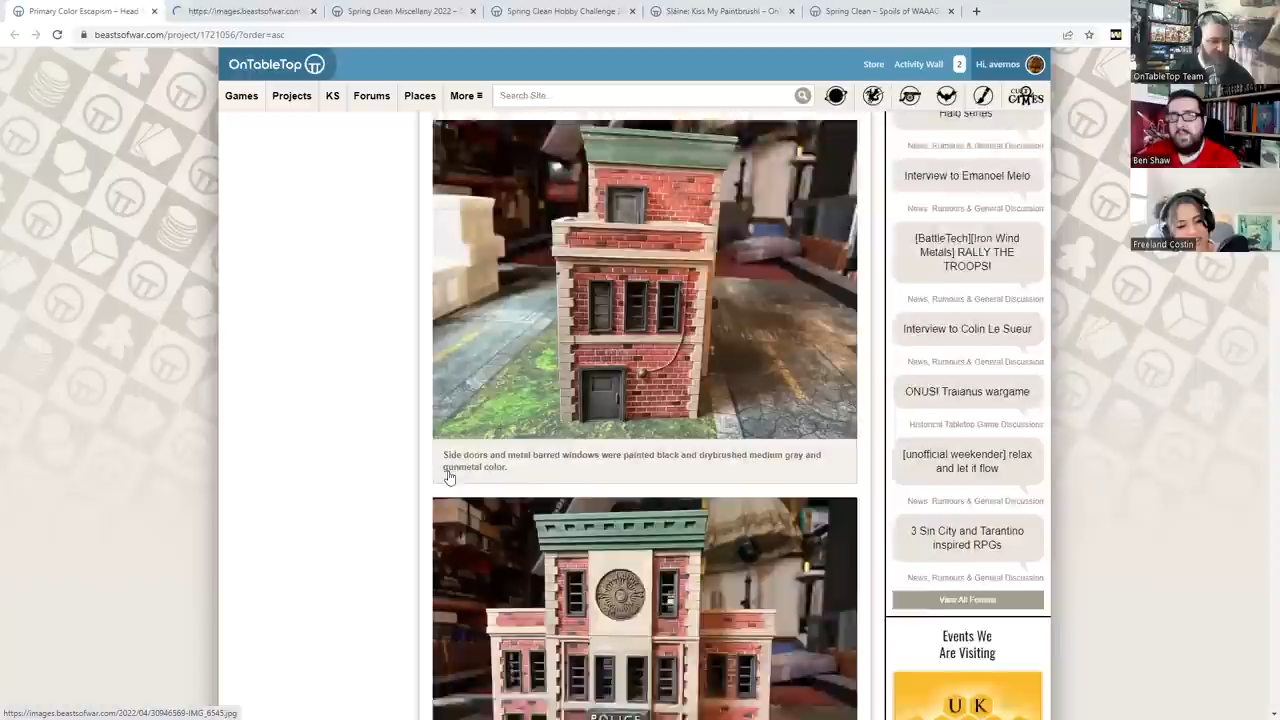 Primary Color Escapism – Head
https://images.beastsofwar.com/
Spring Clean Miscellany 2022 –
Spring Clean Hobby Challenge 2
Sláine: Kiss My Paintbrush! – On
Spring Clean – Spoils of WAAAG
beastsofwar.com/project/1721056/?order=asc
OnTableTop
Store
Activity Wall
2
Hi, avernos
Games
Projects
KS
Forums
Places
More
Search Site...
GAMES
Halo series
News, Rumours & General Discussion
Interview to Emanoel Melo
News, Rumours & General Discussion
[BattleTech][Iron Wind
Metals] RALLY THE
TROOPS!
News, Rumours & General Discussion
Interview to Colin Le Sueur
News, Rumours & General Discussion
ONUS! Traianus wargame
Historical Tabletop Game Discussions
[unofficial weekender] relax
and let it flow
News, Rumours & General Discussion
3 Sin City and Tarantino
inspired RPGs
News, Rumours & General Discussion
View All Forums
Events We
Are Visiting
UK
Side doors and metal barred windows were painted black and drybrushed medium gray and
gunmetal color.
POLICE
OnTableTop Team
Ben Shaw
Freeland Costin
https://images.beastsofwar.com/2022/04/30946569-IMG_6545.jpg